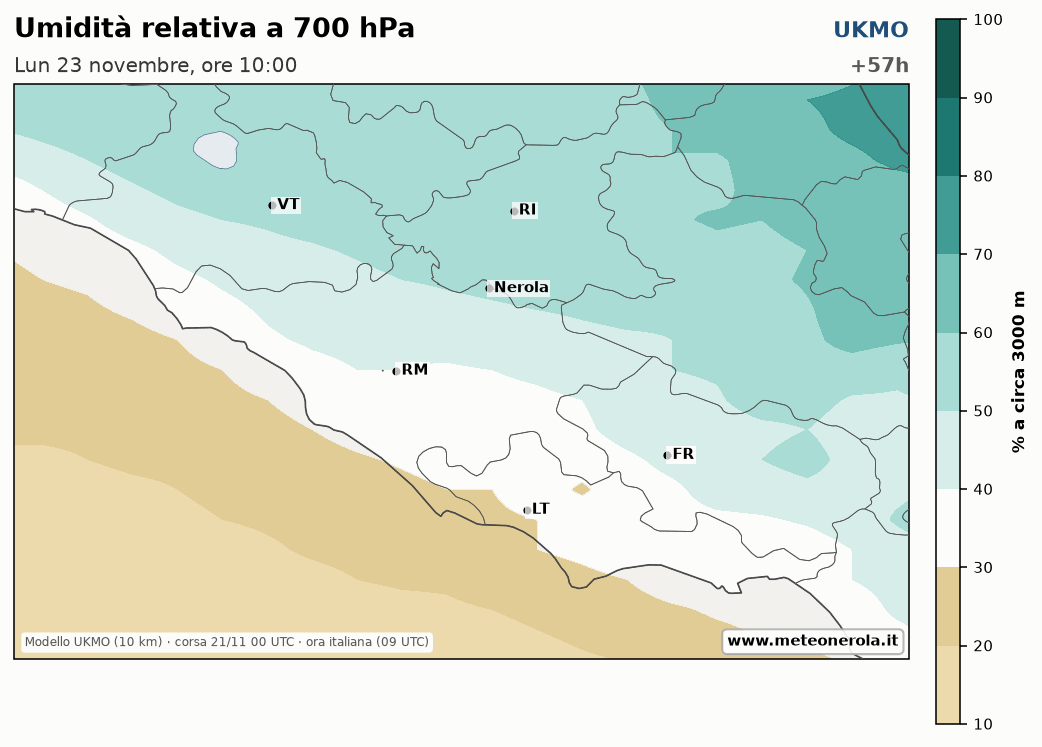 Umidità relativa a 700 hPa
UKMO
Lun 23 novembre, ore 10:00
+57h
VT
RI
Nerola
RM
FR
LT
Modello UKMO (10 km) · corsa 21/11 00 UTC · ora italiana (09 UTC)
www.meteonerola.it
100
90
80
70
60
50
40
30
20
10
% a circa 3000 m